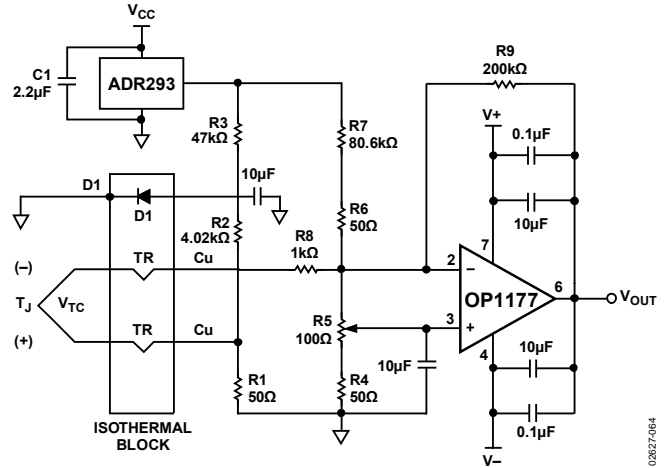 VCC
C1
2.2µF
ADR293
R9
200kΩ
R3
47kΩ
R7
80.6kΩ
V+
0.1µF
D1
D1
10µF
10µF
R2
4.02kΩ
R8
1kΩ
R6
50Ω
(–)
TR
Cu
TJ
VTC
(+)
TR
Cu
R5
100Ω
2
–
7
OP1177
6
VOUT
3
+
4
10µF
10µF
R1
50Ω
R4
50Ω
0.1µF
V–
ISOTHERMAL
BLOCK
02627-064